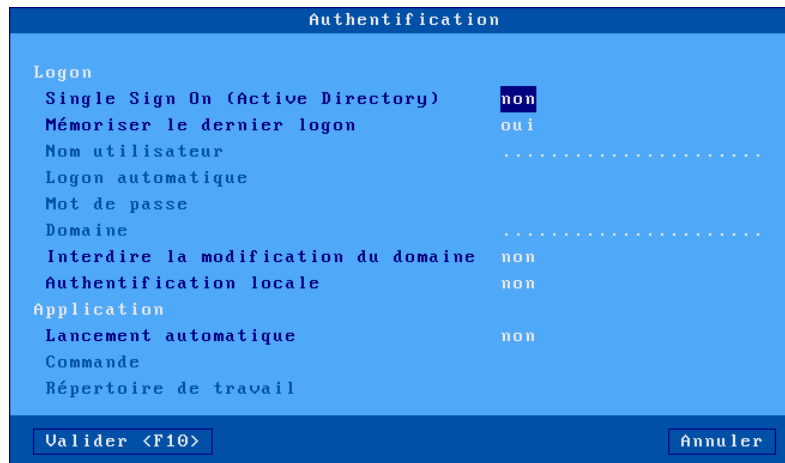 Authentification
Logon
Single Sign On (Active Directory) non
Mémoriser le dernier logon oui
Nom utilisateur ......................
Logon automatique
Mot de passe
Domaine ......................
Interdire la modification du domaine non
Authentification locale non
Application
Lancement automatique non
Commande
Répertoire de travail
Valider <F10> Annuler